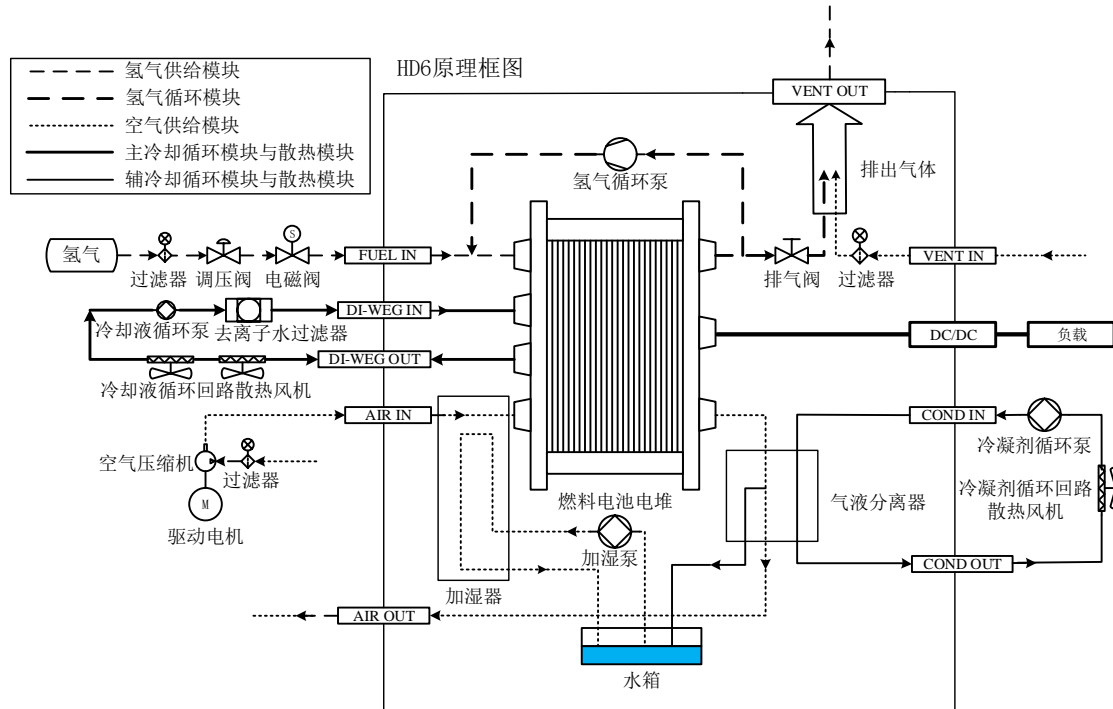 HD6原理框图
氢气供给模块
氢气循环模块
空气供给模块
主冷却循环模块与散热模块
辅冷却循环模块与散热模块
VENT OUT
排出气体
氢气循环泵
氢气
过滤器
调压阀
S
电磁阀
FUEL IN
排气阀
过滤器
VENT IN
冷却液循环泵
去离子水过滤器
DI-WEG IN
DI-WEG OUT
冷却液循环回路散热风机
DC/DC
负载
AIR IN
COND IN
冷凝剂循环泵
空气压缩机
过滤器
M
驱动电机
燃料电池电堆
气液分离器
冷凝剂循环回路
散热风机
加湿泵
加湿器
COND OUT
AIR OUT
水箱